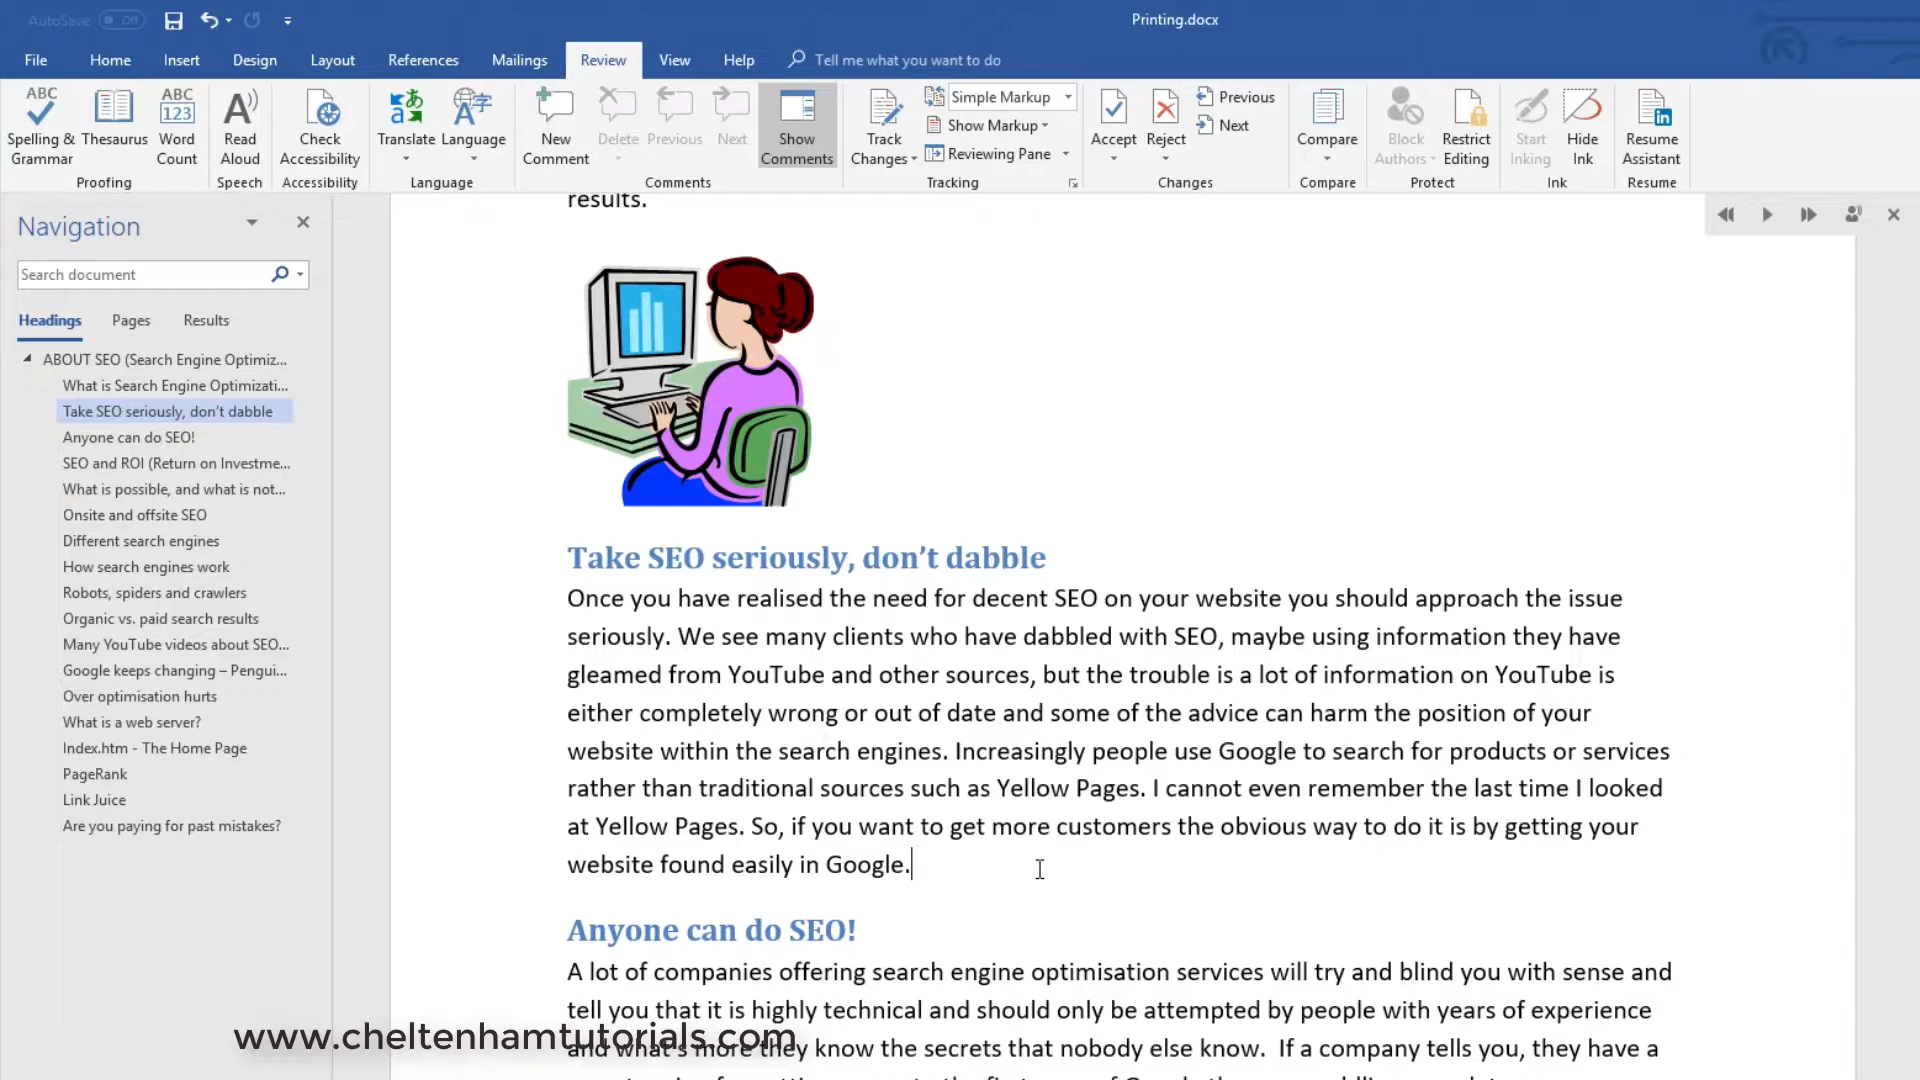 AutoSave Off
Printing.docx
File Home Insert Design Layout References Mailings Review View Help Tell me what you want to do
ABC
ABC
123
Spelling &
Grammar
Thesaurus
Word
Count
Read
Aloud
Check
Accessibility
Translate
Language
New
Comment
Delete
Previous
Next
Show
Comments
Track
Changes
Simple Markup
Show Markup
Reviewing Pane
Accept
Reject
Previous
Next
Compare
Block
Authors
Restrict
Editing
Start
Inking
Hide
Ink
Resume
Assistant
Proofing Speech Accessibility Language Comments Tracking Changes Compare Protect Ink Resume
Navigation
Search document
Headings Pages Results
ABOUT SEO (Search Engine Optimiz...
What is Search Engine Optimizati...
Take SEO seriously, don't dabble
Anyone can do SEO!
SEO and ROI (Return on Investme...
What is possible, and what is not...
Onsite and offsite SEO
Different search engines
How search engines work
Robots, spiders and crawlers
Organic vs. paid search results
Many YouTube videos about SEO...
Google keeps changing – Pengui...
Over optimisation hurts
What is a web server?
Index.htm - The Home Page
PageRank
Link Juice
Are you paying for past mistakes?
results.
Take SEO seriously, don’t dabble
Once you have realised the need for decent SEO on your website you should approach the issue
seriously. We see many clients who have dabbled with SEO, maybe using information they have
gleamed from YouTube and other sources, but the trouble is a lot of information on YouTube is
either completely wrong or out of date and some of the advice can harm the position of your
website within the search engines. Increasingly people use Google to search for products or services
rather than traditional sources such as Yellow Pages. I cannot even remember the last time I looked
at Yellow Pages. So, if you want to get more customers the obvious way to do it is by getting your
website found easily in Google.
Anyone can do SEO!
A lot of companies offering search engine optimisation services will try and blind you with sense and
tell you that it is highly technical and should only be attempted by people with years of experience
and what's more they know the secrets that nobody else know. If a company tells you, they have a
www.cheltenhamtutorials.com